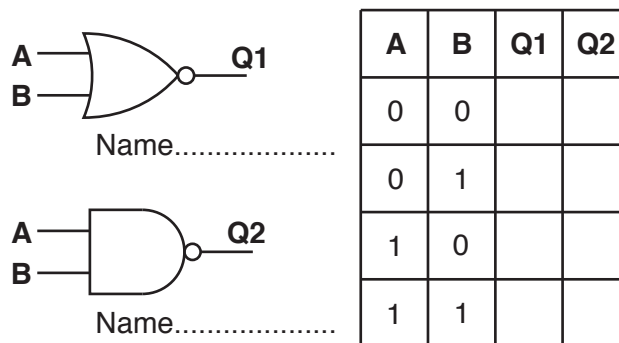 A
B
Q1
Name....................
A
B
Q2
Name....................
A B Q1 Q2
0 0
0 1
1 0
1 1